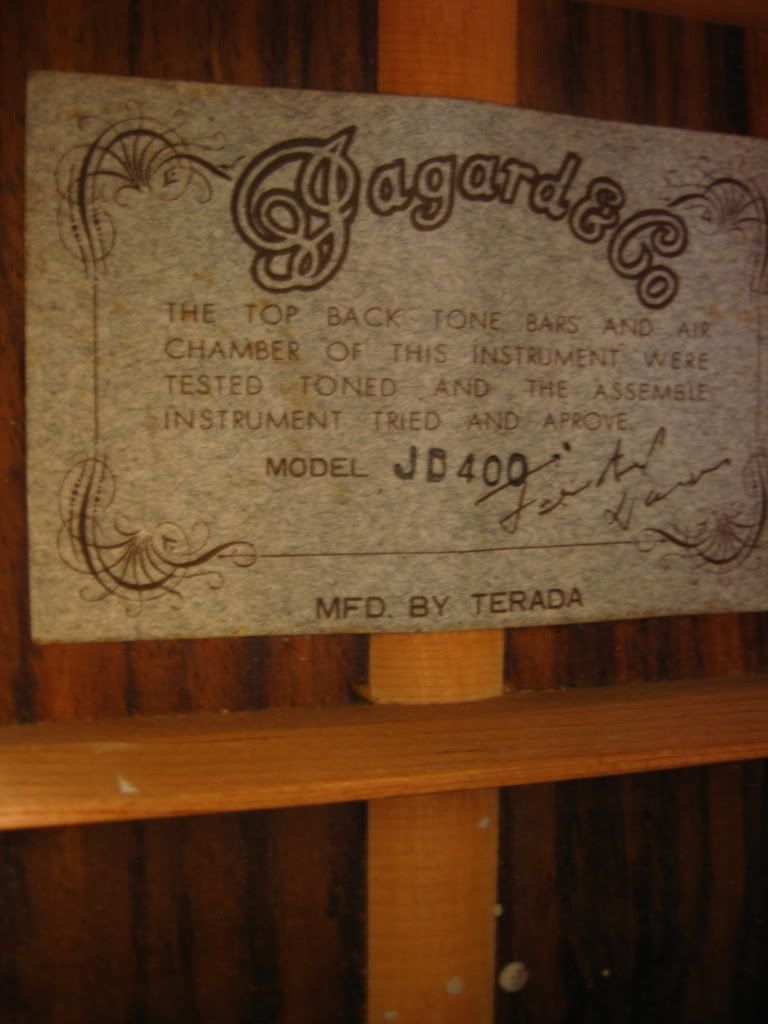 Gagard & Co
THE TOP BACK TONE BARS AND AIR
CHAMBER OF THIS INSTRUMENT WERE
TESTED TONED AND THE ASSEMBLE
INSTRUMENT TRIED AND APROVE
MODEL JD400
MFD. BY TERADA